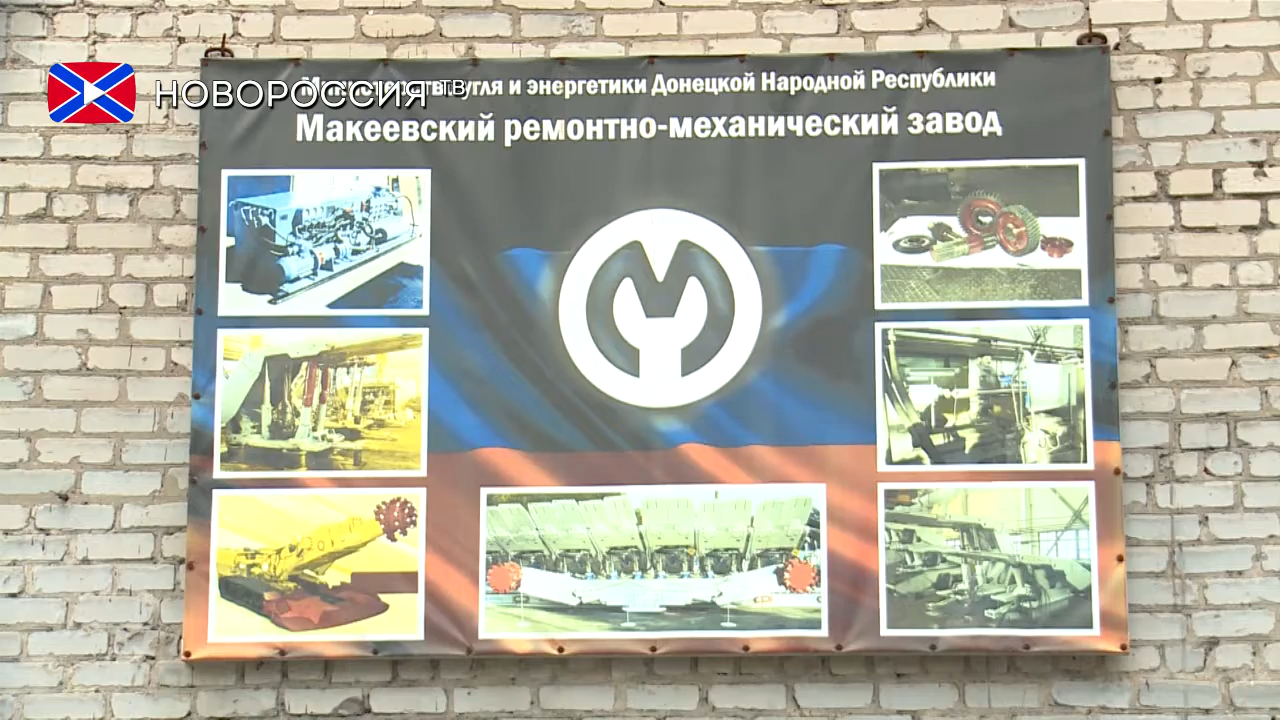 угля и энергетики Донецкой Народной Республики
НОВОРОССИЯ ТВ
Макеевский ремонтно-механический завод